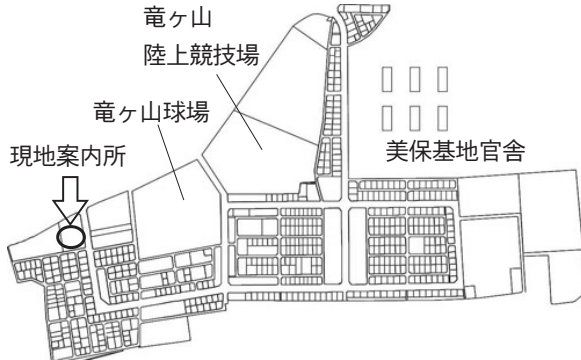 竜ヶ山
陸上競技場
竜ヶ山球場
現地案内所
美保基地官舎